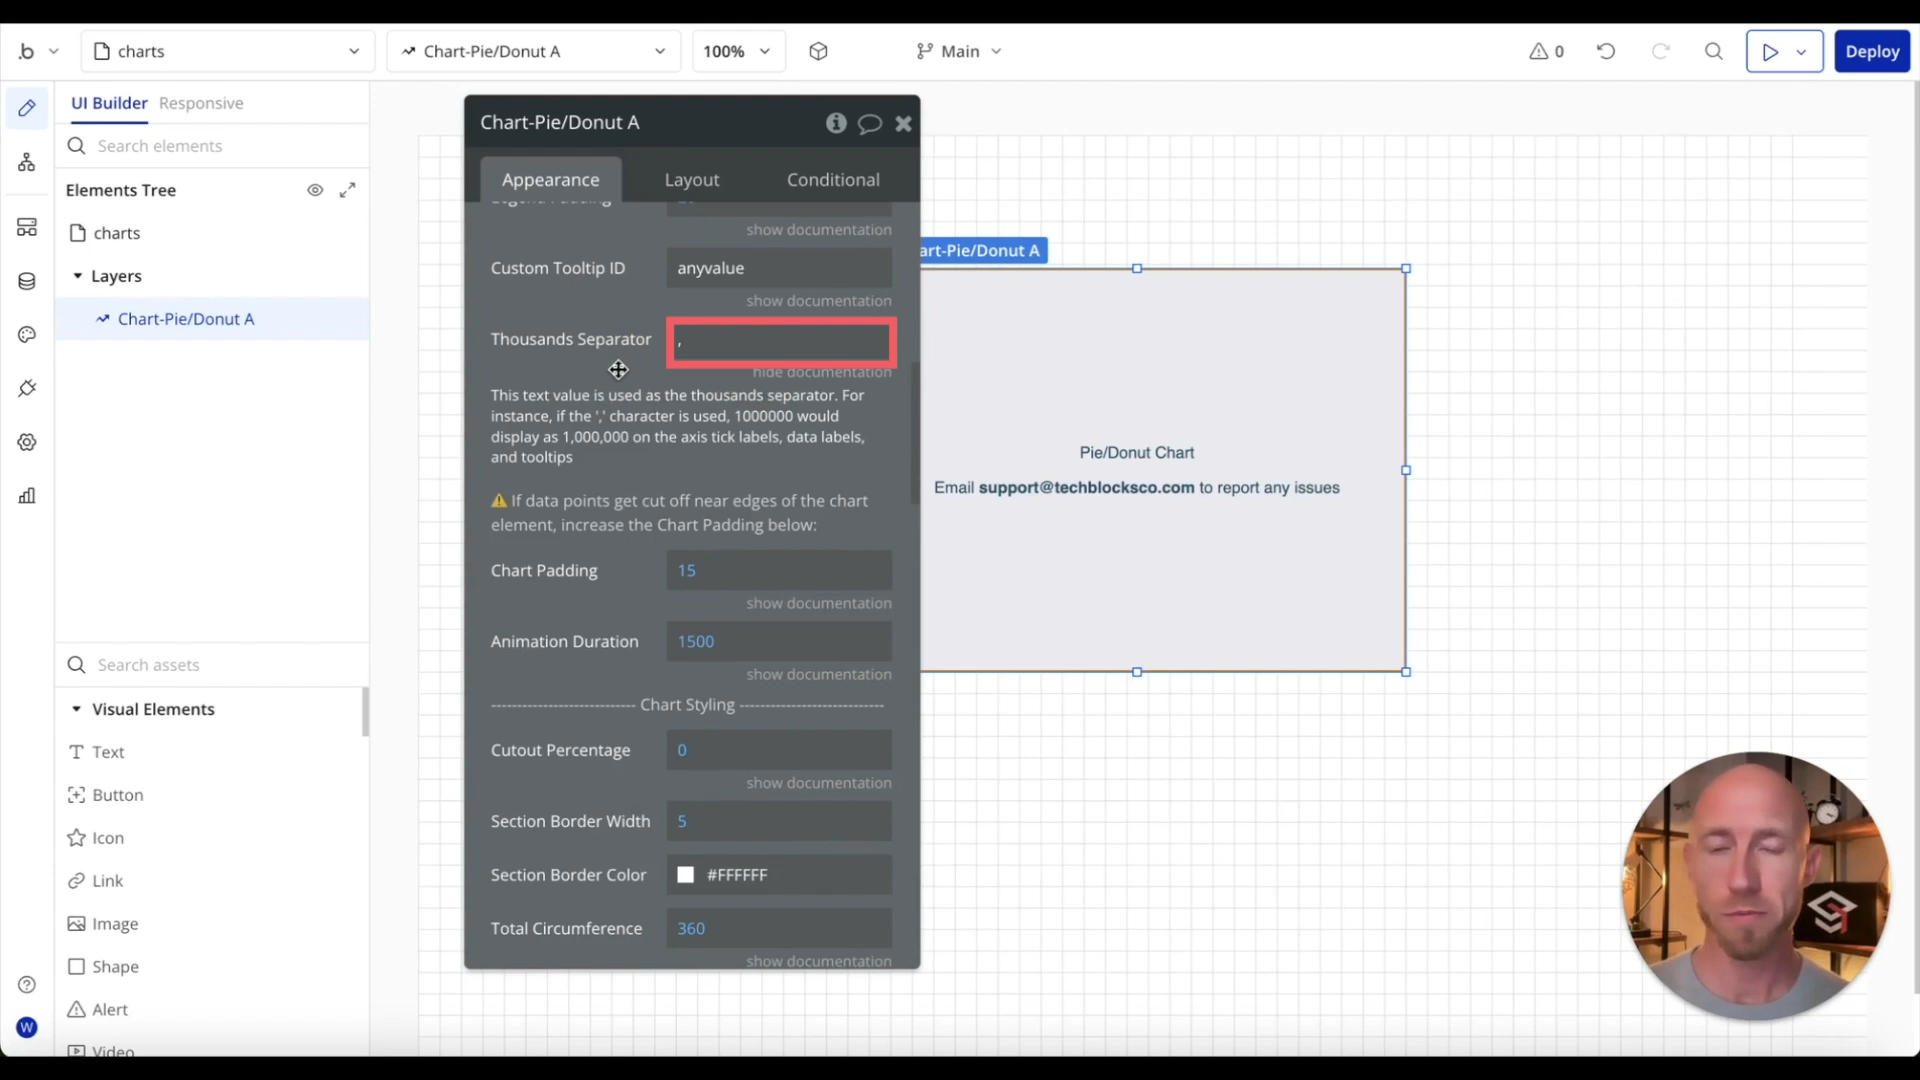 .b
charts
Chart-Pie/Donut A
100%
Main
0
Deploy
UI Builder
Responsive
Search elements
Elements Tree
charts
Layers
Chart-Pie/Donut A
Search assets
Visual Elements
Text
Button
Icon
Link
Image
Shape
Alert
Video
W
Chart-Pie/Donut A
Appearance
Layout
Conditional
Legend Padding
show documentation
Custom Tooltip ID
anyvalue
show documentation
Thousands Separator
,
hide documentation
This text value is used as the thousands separator. For
instance, if the ',' character is used, 1000000 would
display as 1,000,000 on the axis tick labels, data labels,
and tooltips
If data points get cut off near edges of the chart
element, increase the Chart Padding below:
Chart Padding
15
show documentation
Animation Duration
1500
show documentation
--------------------------- Chart Styling ---------------------------
Cutout Percentage
0
show documentation
Section Border Width
5
Section Border Color
#FFFFFF
Total Circumference
360
show documentation
art-Pie/Donut A
Pie/Donut Chart
Email support@techblocksco.com to report any issues